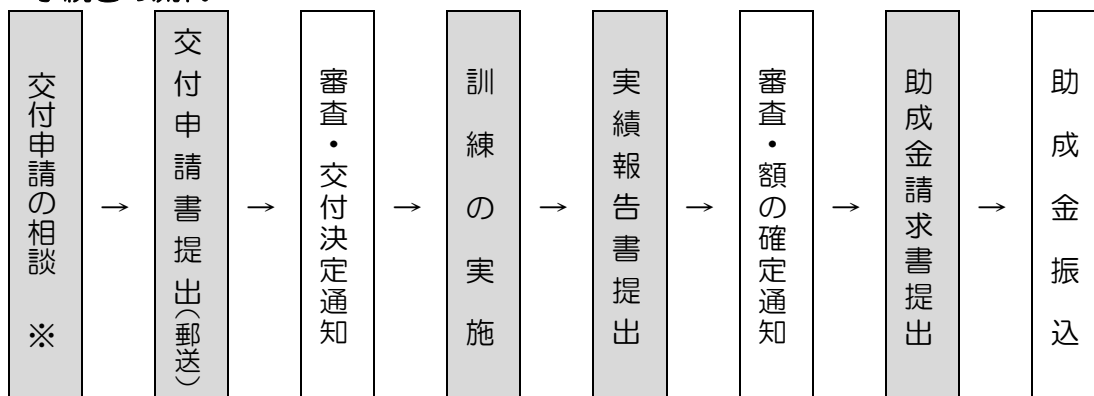 交付申請の相談 ※
→
交付申請書提出（郵送）
→
審査・交付決定通知
→
訓練の実施
→
実績報告書提出
→
審査・額の確定通知
→
助成金請求書提出
→
助成金振込